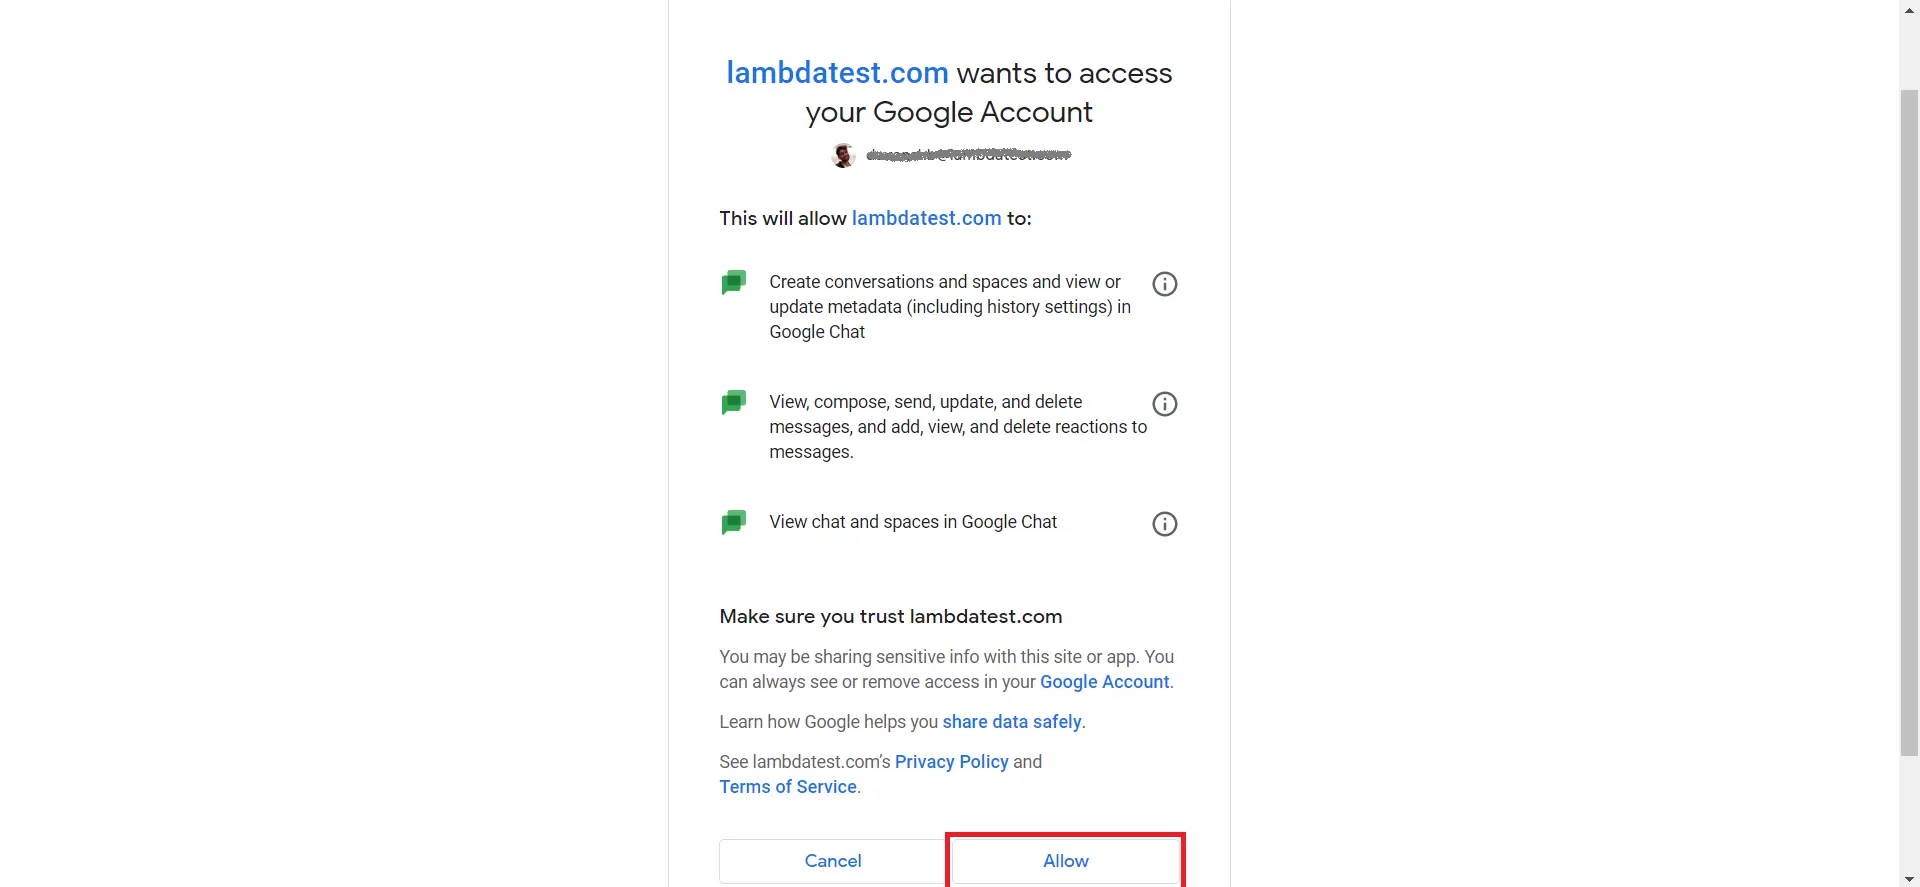 lambdatest.com wants to access
your Google Account
This will allow lambdatest.com to:
Create conversations and spaces and view or
update metadata (including history settings) in
Google Chat
View, compose, send, update, and delete
messages, and add, view, and delete reactions to
messages.
View chat and spaces in Google Chat
Make sure you trust lambdatest.com
You may be sharing sensitive info with this site or app. You
can always see or remove access in your Google Account.
Learn how Google helps you share data safely.
See lambdatest.com’s Privacy Policy and
Terms of Service.
Cancel
Allow